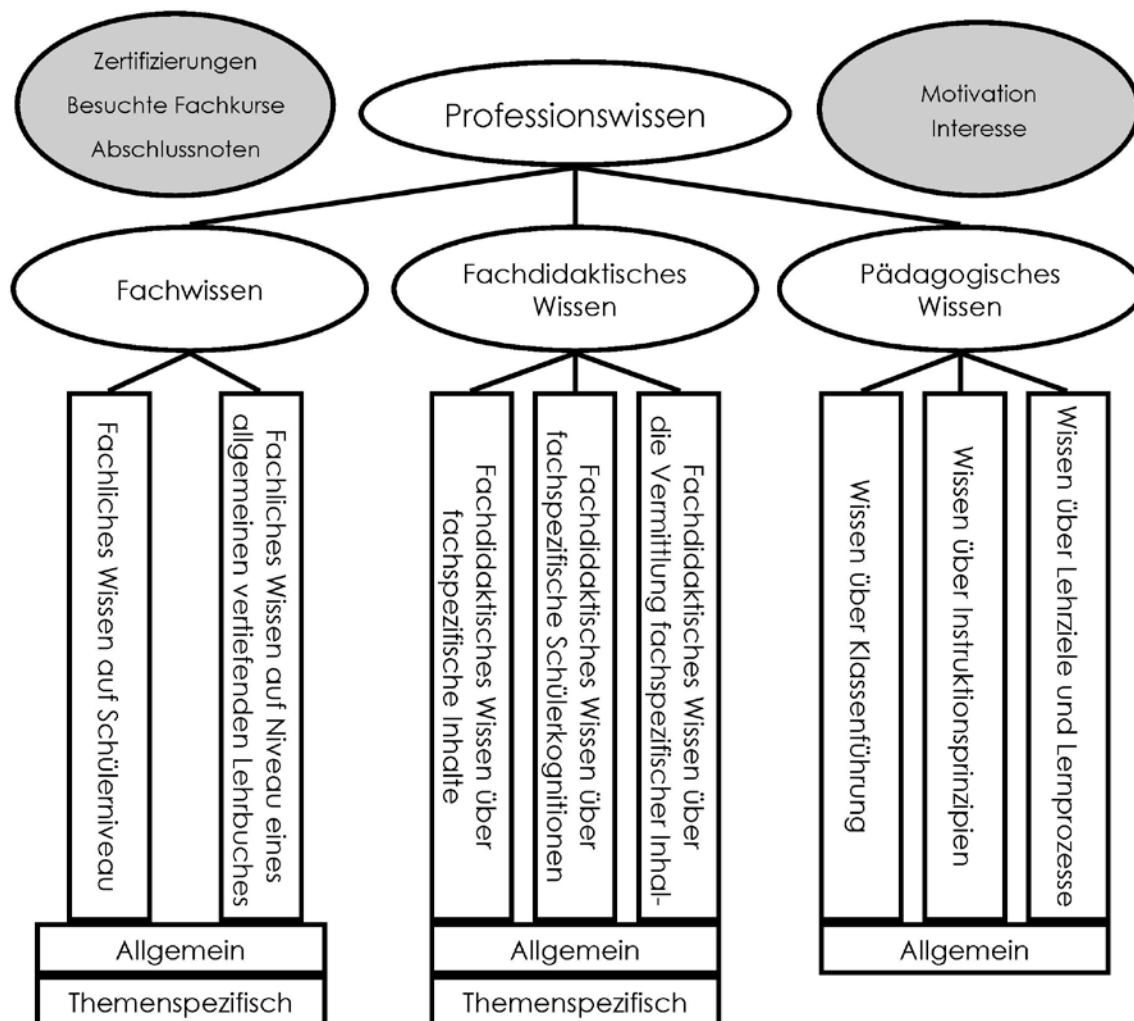 Zertifizierungen
Besuchte Fachkurse
Abschlussnoten
Professionswissen
Motivation
Interesse
Fachwissen
Fachdidaktisches
Wissen
Pädagogisches
Wissen
Fachliches Wissen auf Schülerniveau
Fachliches Wissen auf Niveau eines
allgemeinen vertiefenden Lehrbuches
Fachdidaktisches Wissen über
fachspezifische Inhalte
Fachdidaktisches Wissen über
fachspezifische Schülerkognitionen
Fachdidaktisches Wissen über
die Vermittlung fachspezifischer Inhal-
Wissen über Klassenführung
Wissen über Instruktionsprinzipien
Wissen über Lehrziele und Lernprozesse
Allgemein
Themenspezifisch
Allgemein
Themenspezifisch
Allgemein